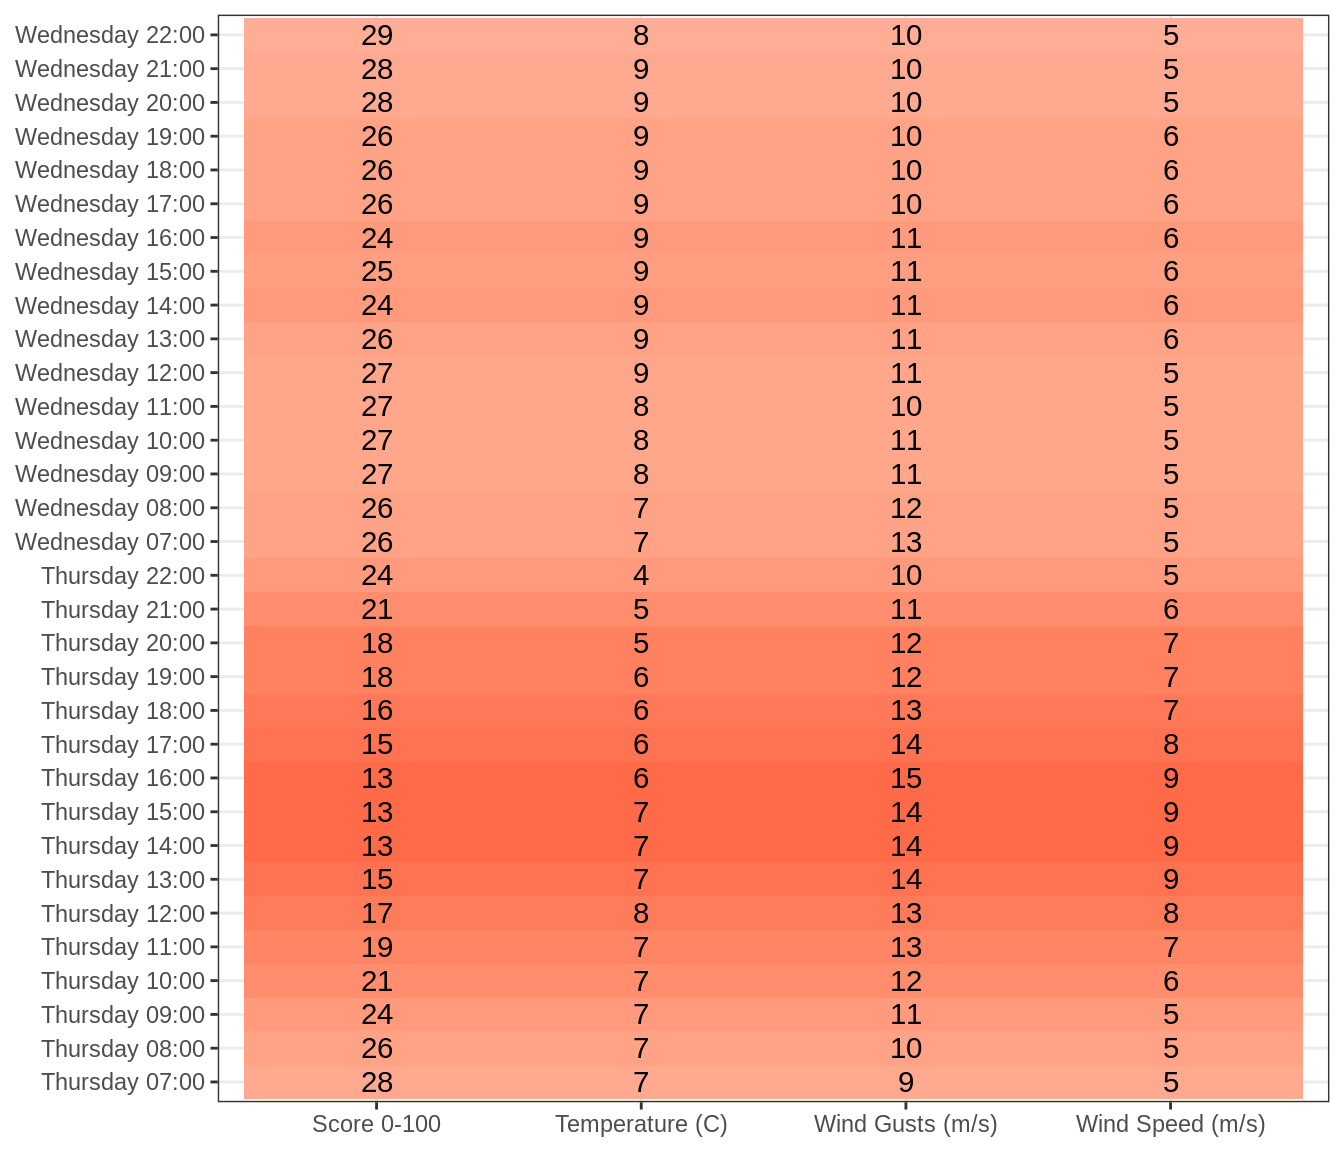 Wednesday 22:00 29 8 10 5
Wednesday 21:00 28 9 10 5
Wednesday 20:00 28 9 10 5
Wednesday 19:00 26 9 10 6
Wednesday 18:00 26 9 10 6
Wednesday 17:00 26 9 10 6
Wednesday 16:00 24 9 11 6
Wednesday 15:00 25 9 11 6
Wednesday 14:00 24 9 11 6
Wednesday 13:00 26 9 11 6
Wednesday 12:00 27 9 11 5
Wednesday 11:00 27 8 10 5
Wednesday 10:00 27 8 11 5
Wednesday 09:00 27 8 11 5
Wednesday 08:00 26 7 12 5
Wednesday 07:00 26 7 13 5
Thursday 22:00 24 4 10 5
Thursday 21:00 21 5 11 6
Thursday 20:00 18 5 12 7
Thursday 19:00 18 6 12 7
Thursday 18:00 16 6 13 7
Thursday 17:00 15 6 14 8
Thursday 16:00 13 6 15 9
Thursday 15:00 13 7 14 9
Thursday 14:00 13 7 14 9
Thursday 13:00 15 7 14 9
Thursday 12:00 17 8 13 8
Thursday 11:00 19 7 13 7
Thursday 10:00 21 7 12 6
Thursday 09:00 24 7 11 5
Thursday 08:00 26 7 10 5
Thursday 07:00 28 7 9 5
Score 0-100 Temperature (C) Wind Gusts (m/s) Wind Speed (m/s)